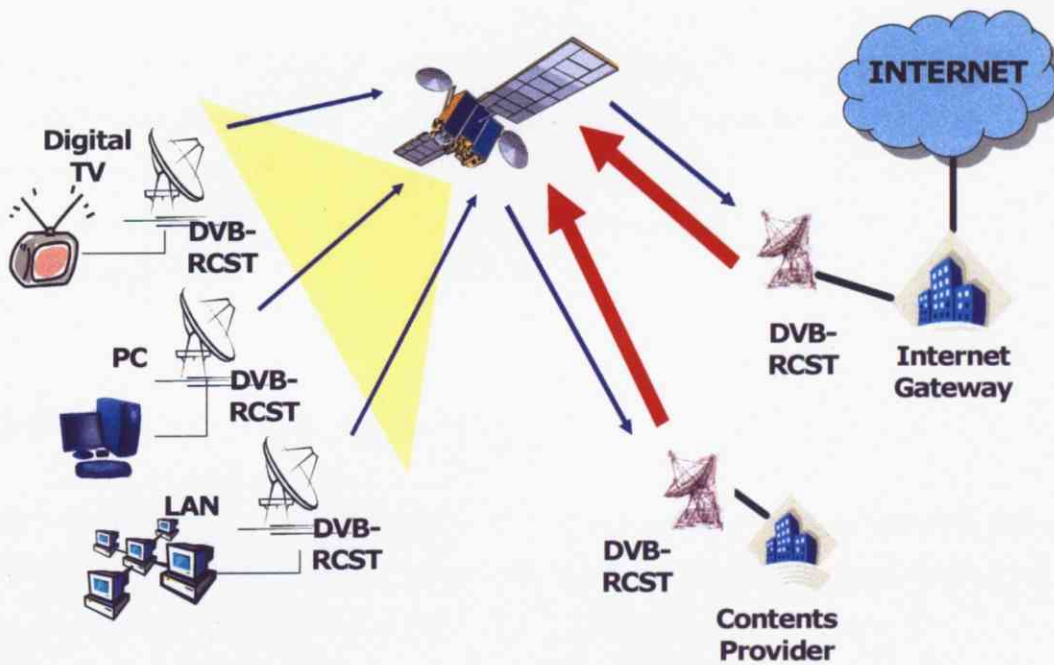 INTERNET
Digital
TV
DVB-
RCST
PC
DVB-
RCST
LAN
DVB-
RCST
DVB-
RCST
Internet
Gateway
DVB-
RCST
Contents
Provider